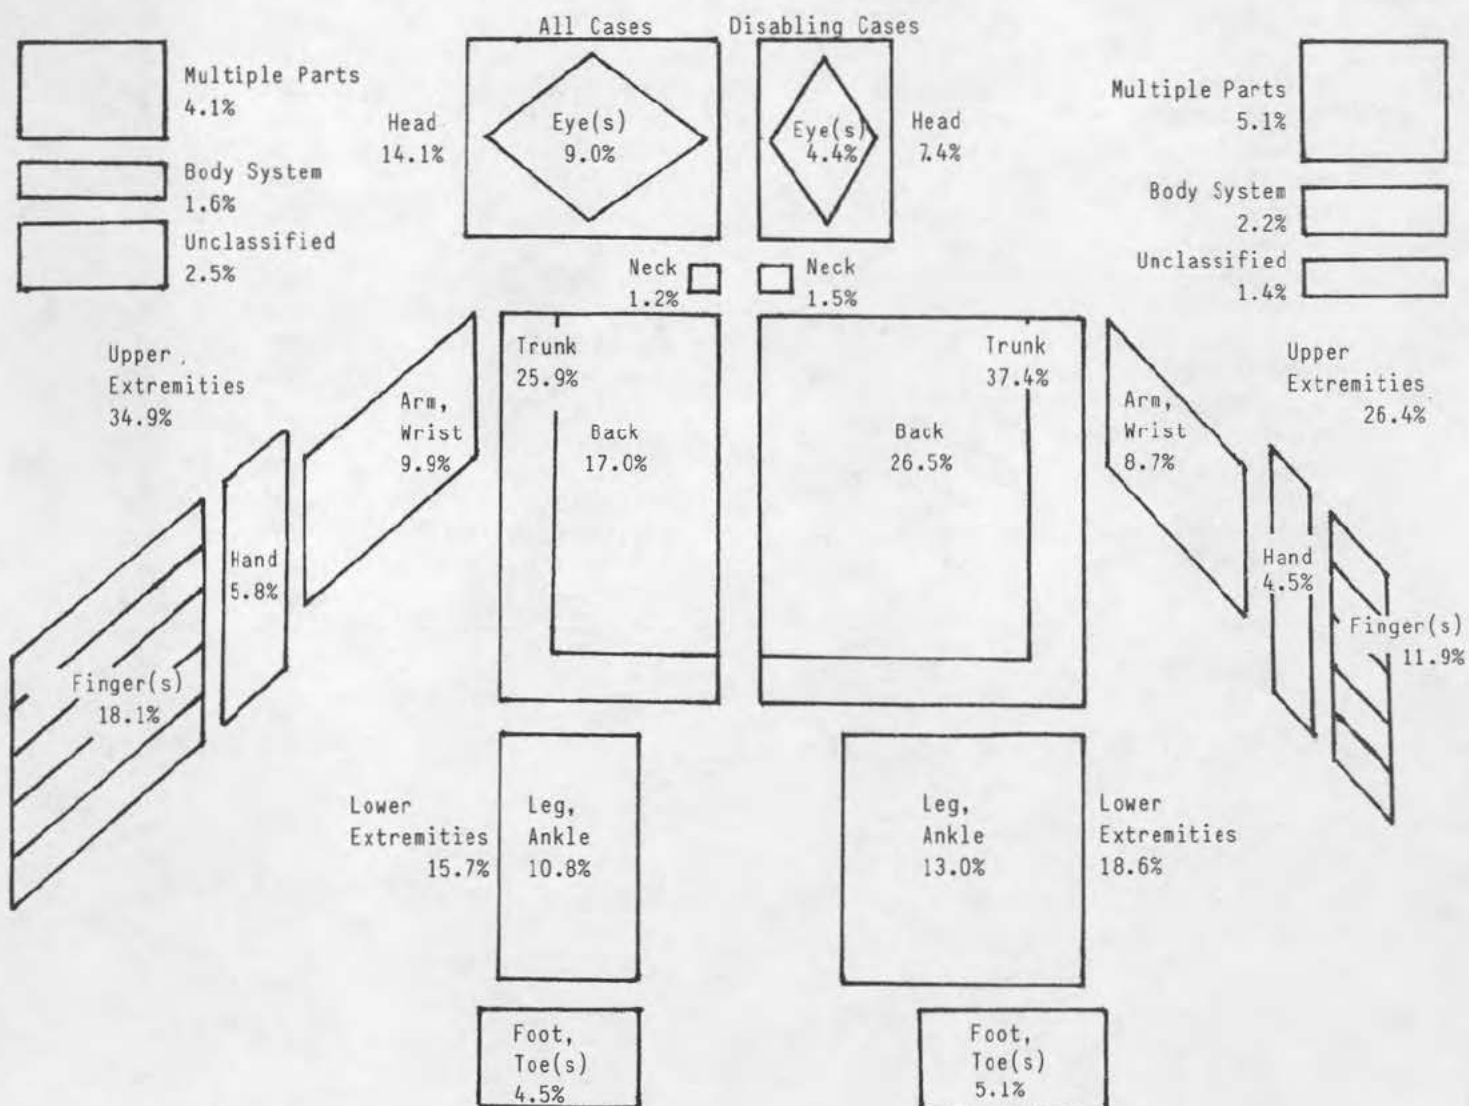 All Cases
Disabling Cases
Multiple Parts
4.1%
Body System
1.6%
Unclassified
2.5%
Head
14.1%
Eye(s)
9.0%
Eye(s)
4.4%
Head
7.4%
Multiple Parts
5.1%
Body System
2.2%
Unclassified
1.4%
Neck
1.2%
Neck
1.5%
Upper
Extremities
34.9%
Arm,
Wrist
9.9%
Hand
5.8%
Finger(s)
18.1%
Trunk
25.9%
Back
17.0%
Trunk
37.4%
Back
26.5%
Arm,
Wrist
8.7%
Upper
Extremities
26.4%
Hand
4.5%
Finger(s)
11.9%
Lower
Extremities
15.7%
Leg,
Ankle
10.8%
Leg,
Ankle
13.0%
Lower
Extremities
18.6%
Foot,
Toe(s)
4.5%
Foot,
Toe(s)
5.1%